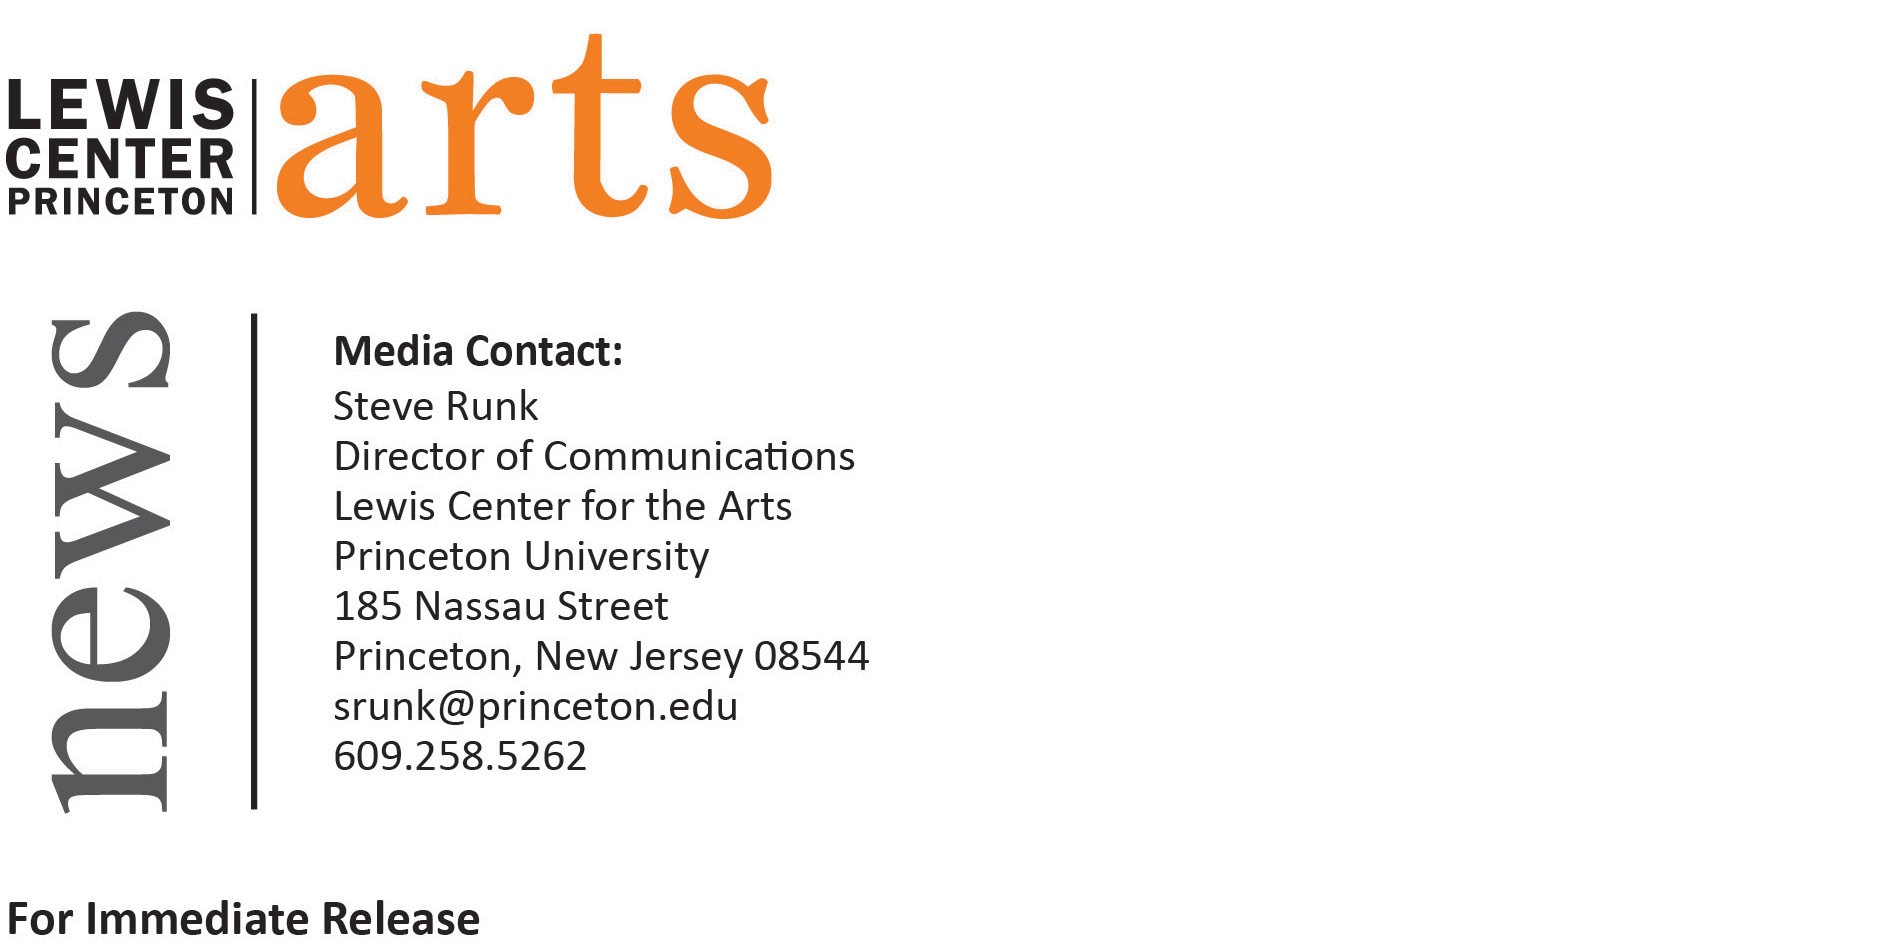 LEWIS
CENTER
PRINCETON
arts
news
Media Contact:
Steve Runk
Director of Communications
Lewis Center for the Arts
Princeton University
185 Nassau Street
Princeton, New Jersey 08544
srunk@princeton.edu
609.258.5262
For Immediate Release